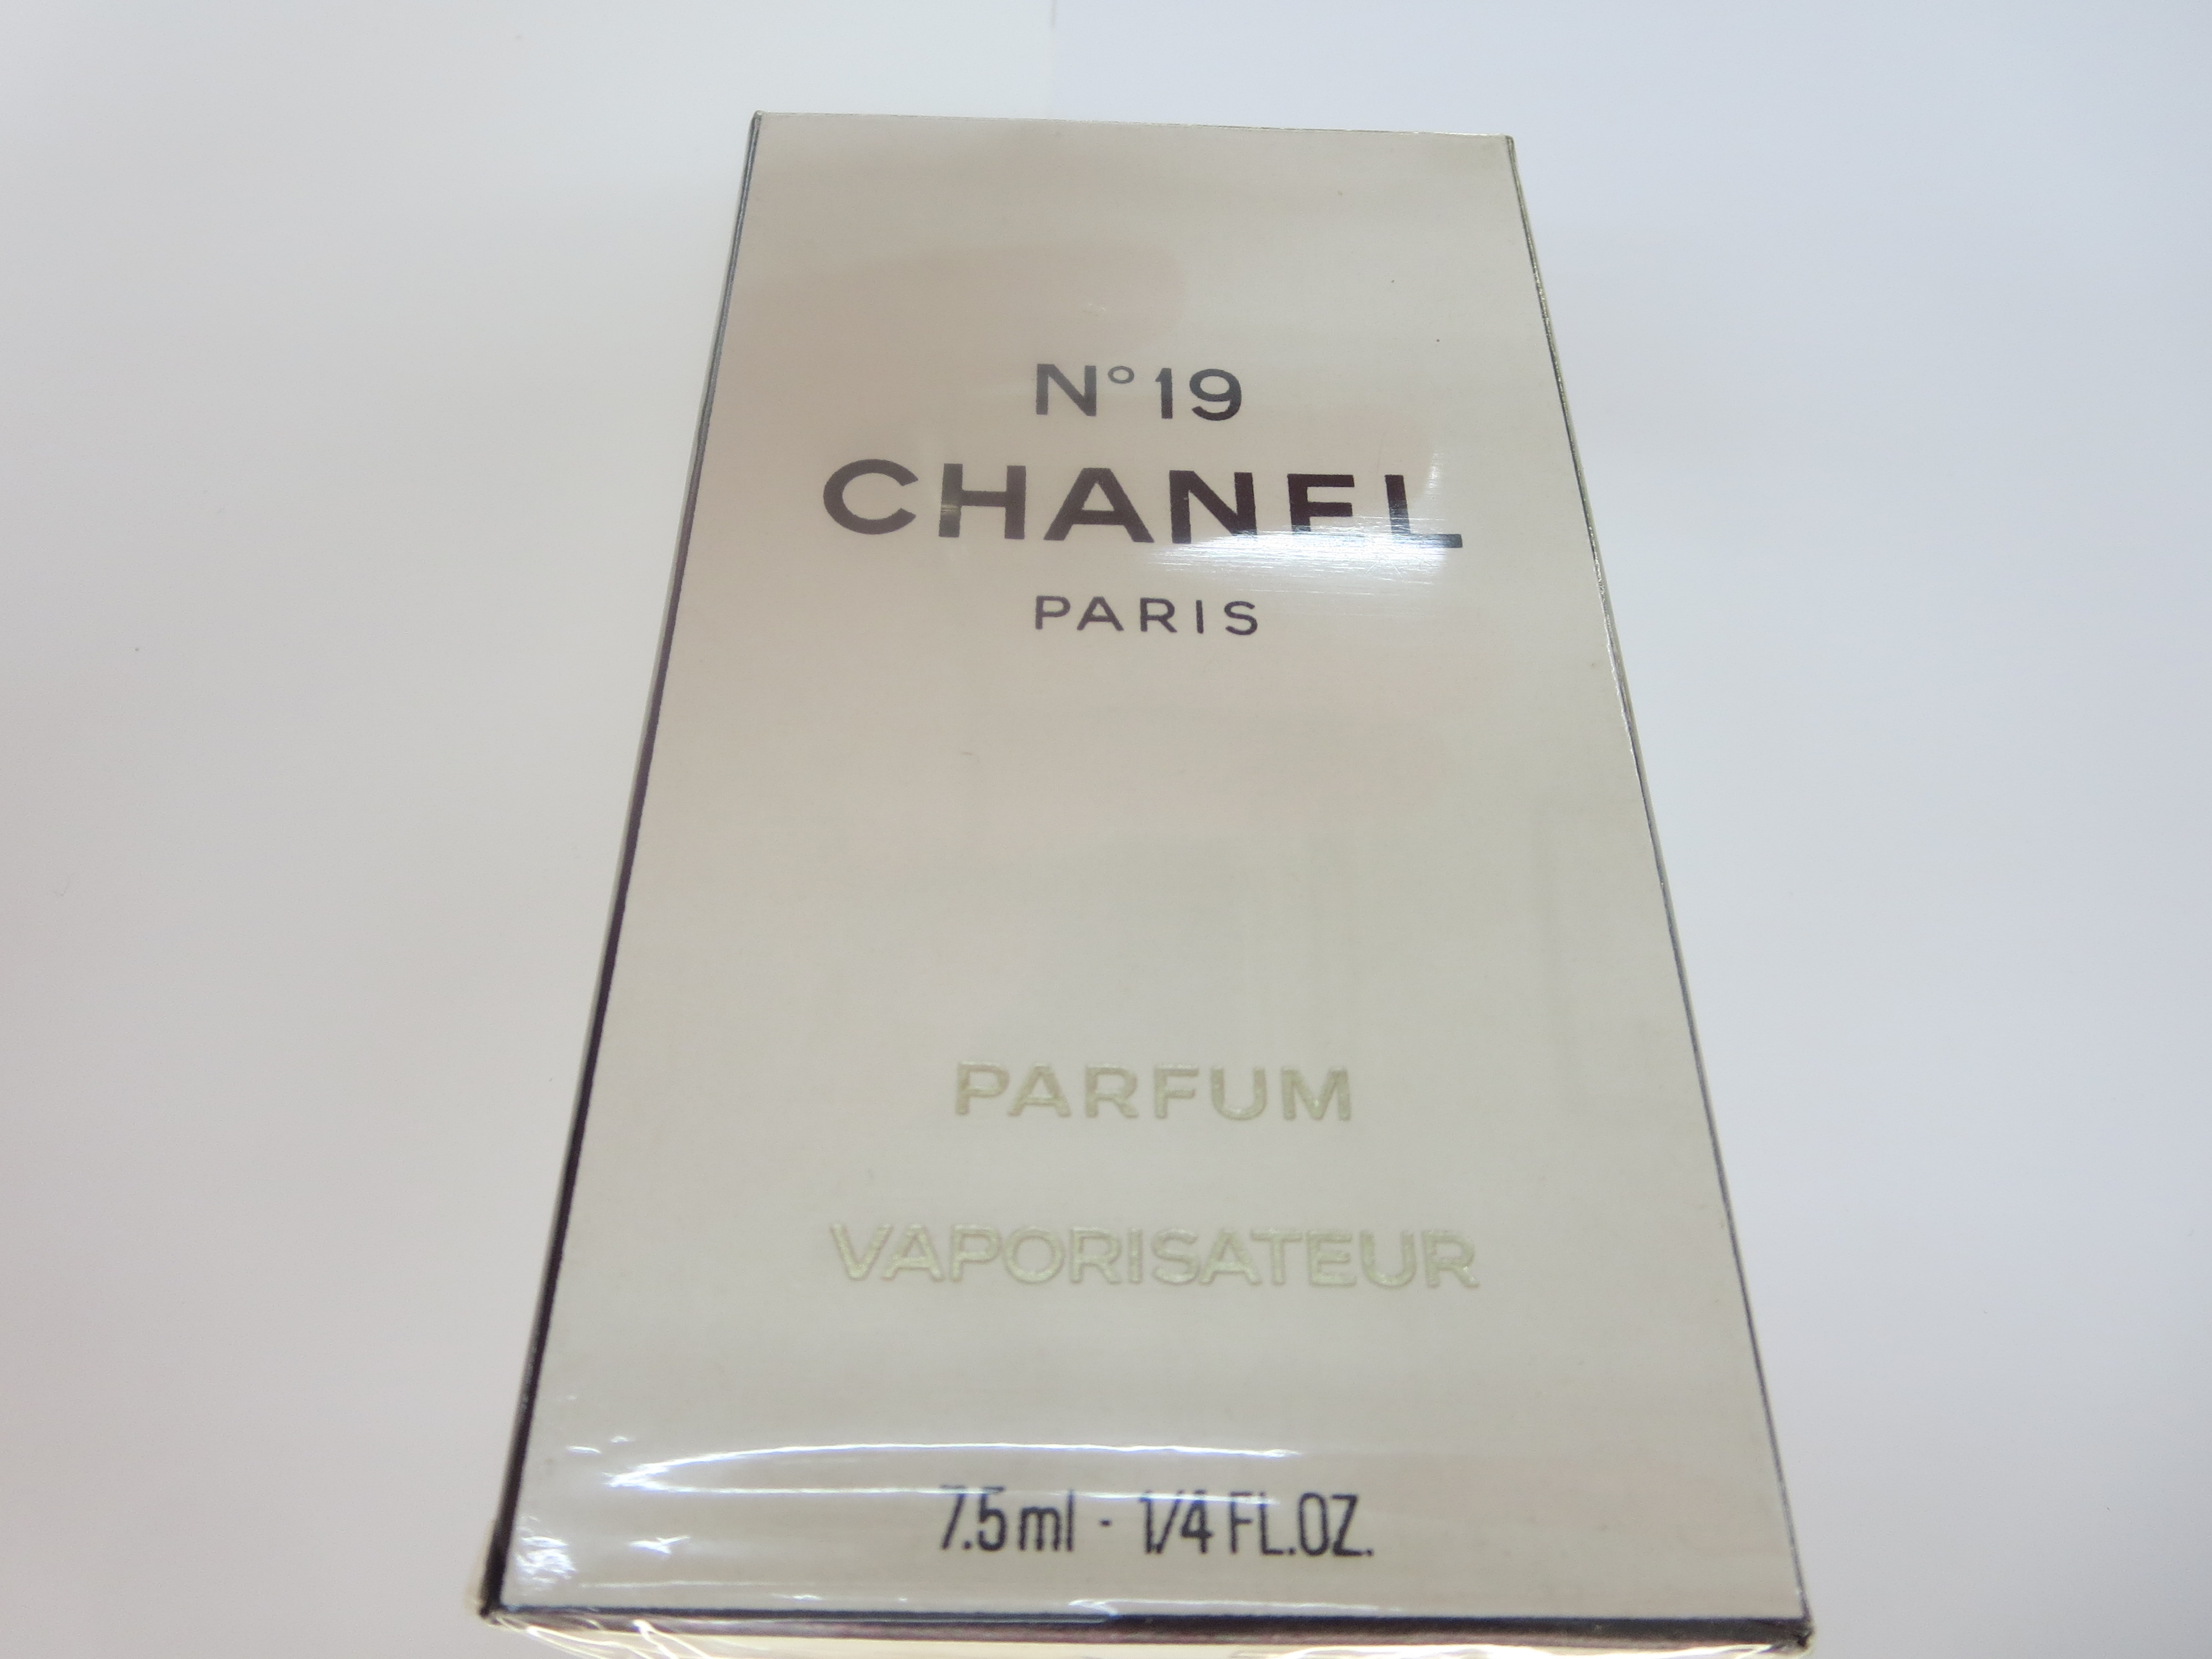 N° 19
CHANEL
PARIS
PARFUM
VAPORISATEUR
7.5 ml - 1/4 FL.OZ.